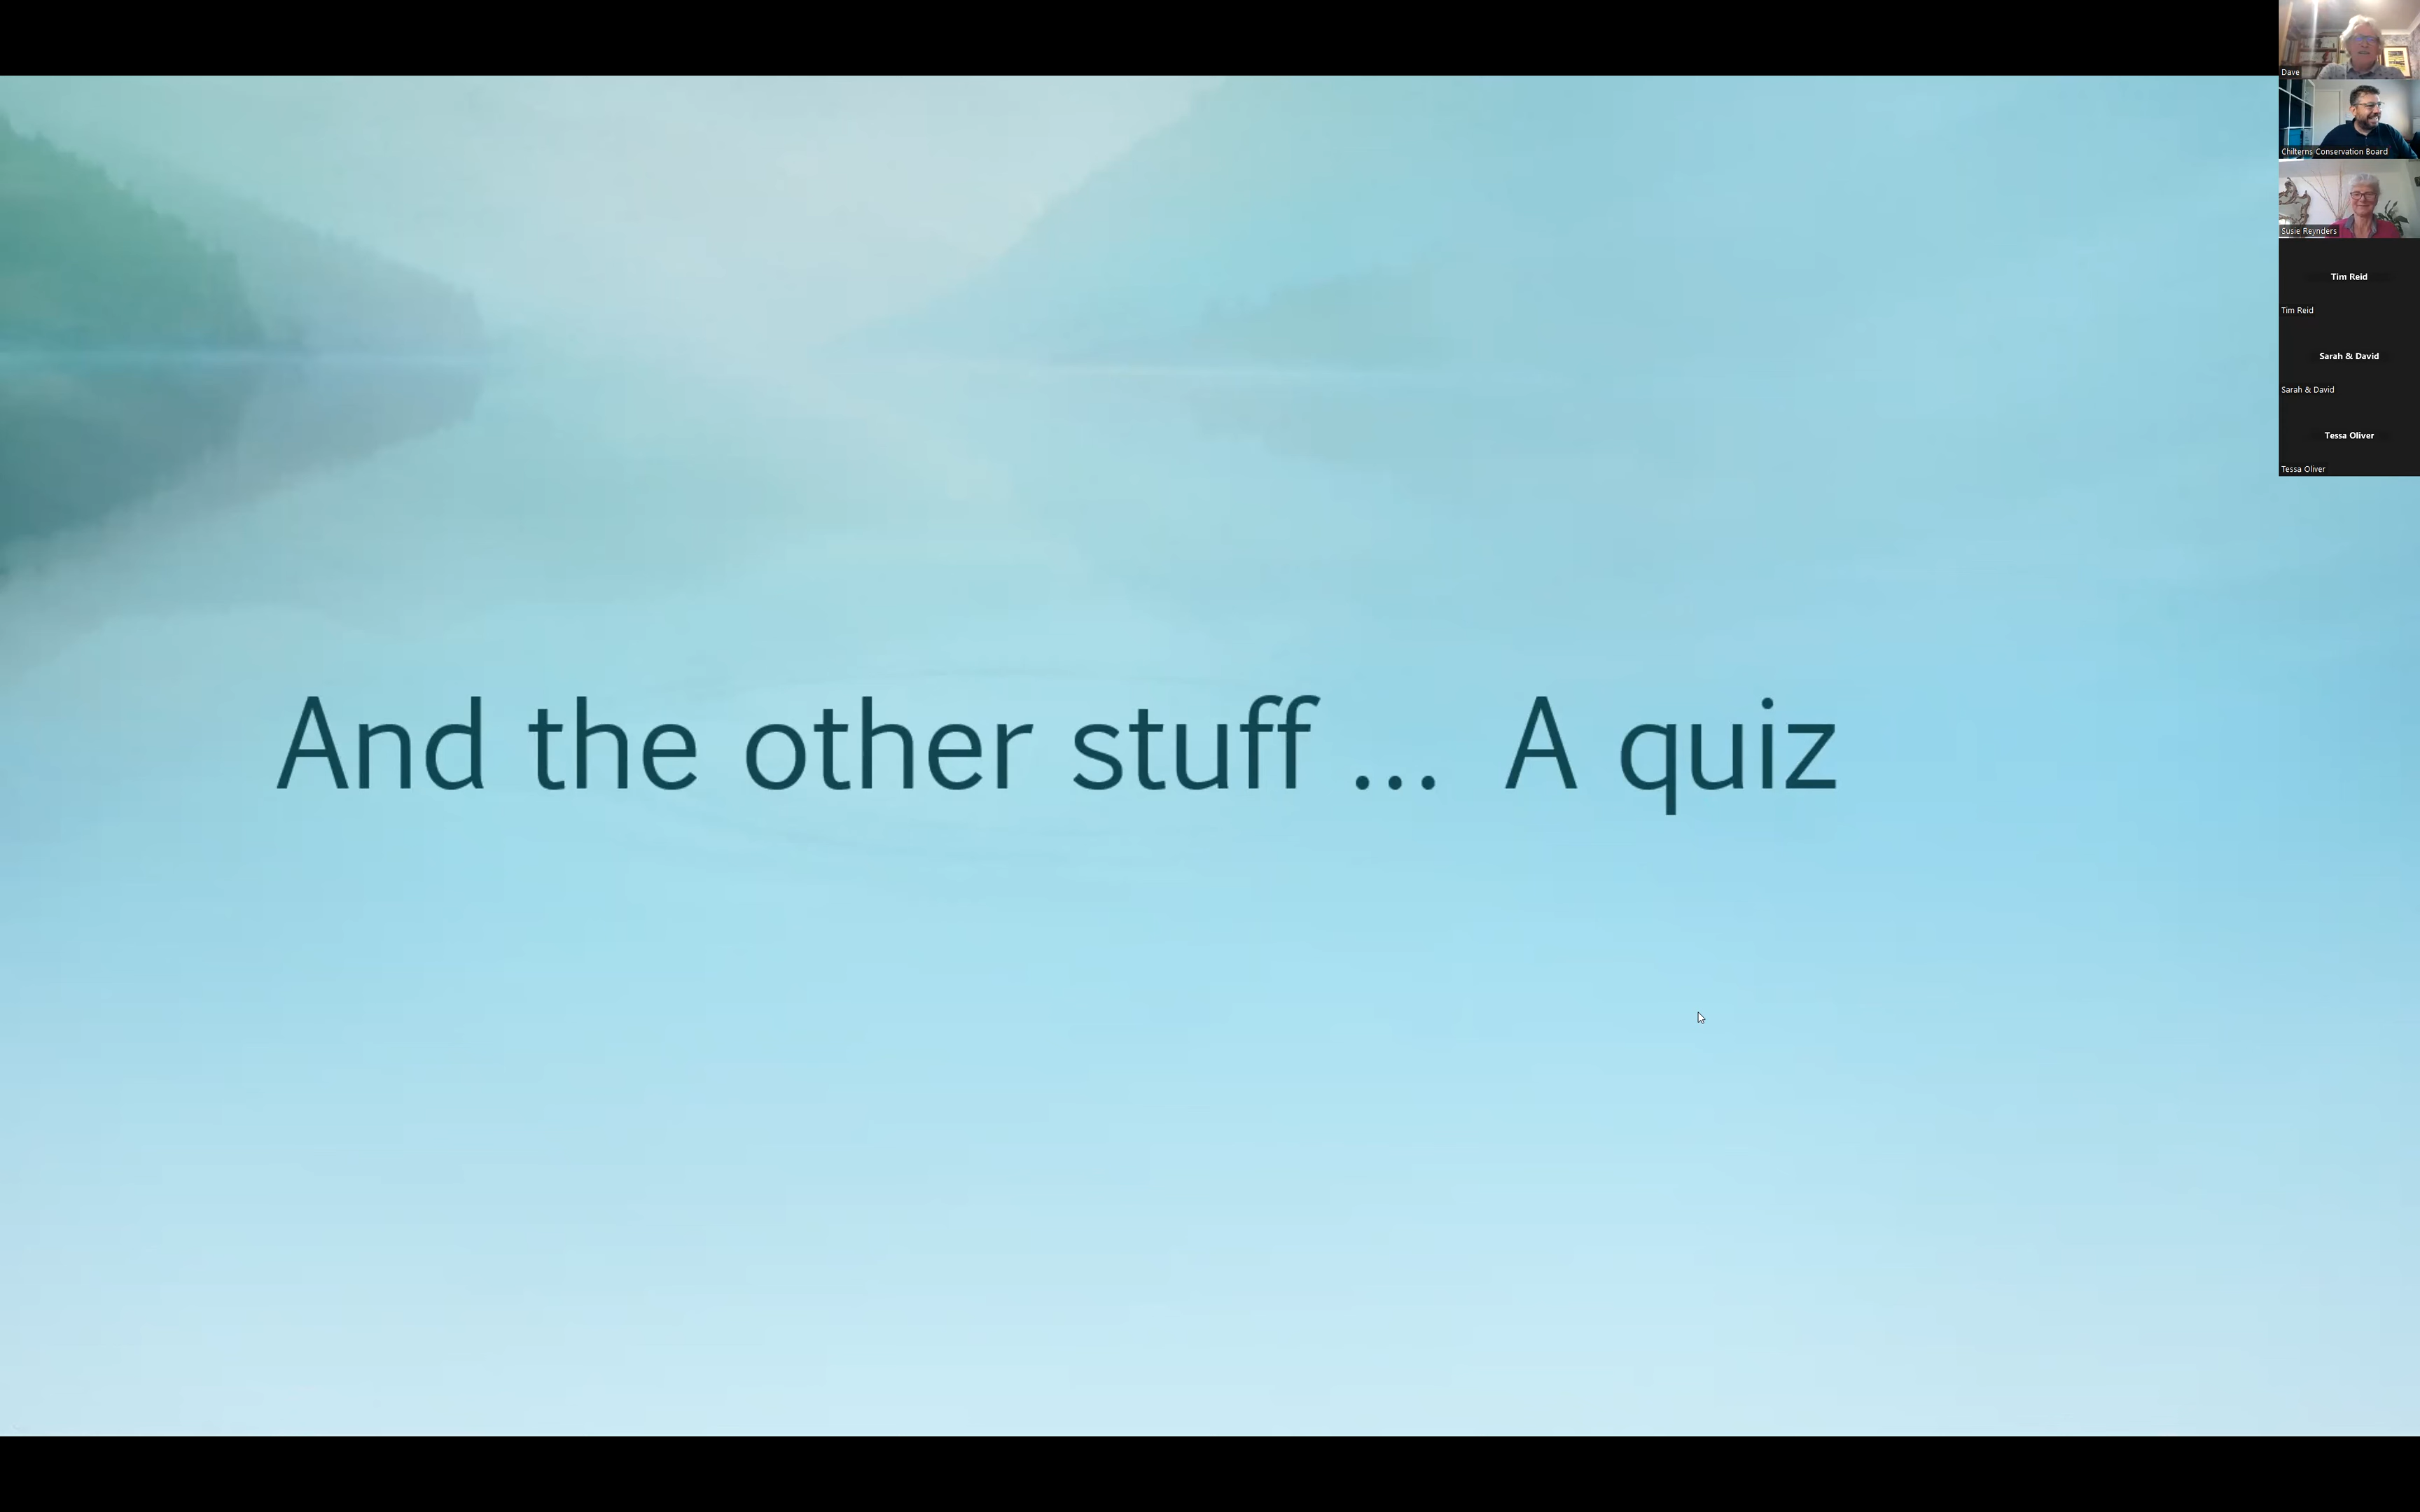 And the other stuff ...  A quiz
Dave
Chilterns Conservation Board
Susie Reynders
Tim Reid
Tim Reid
Sarah & David
Sarah & David
Tessa Oliver
Tessa Oliver